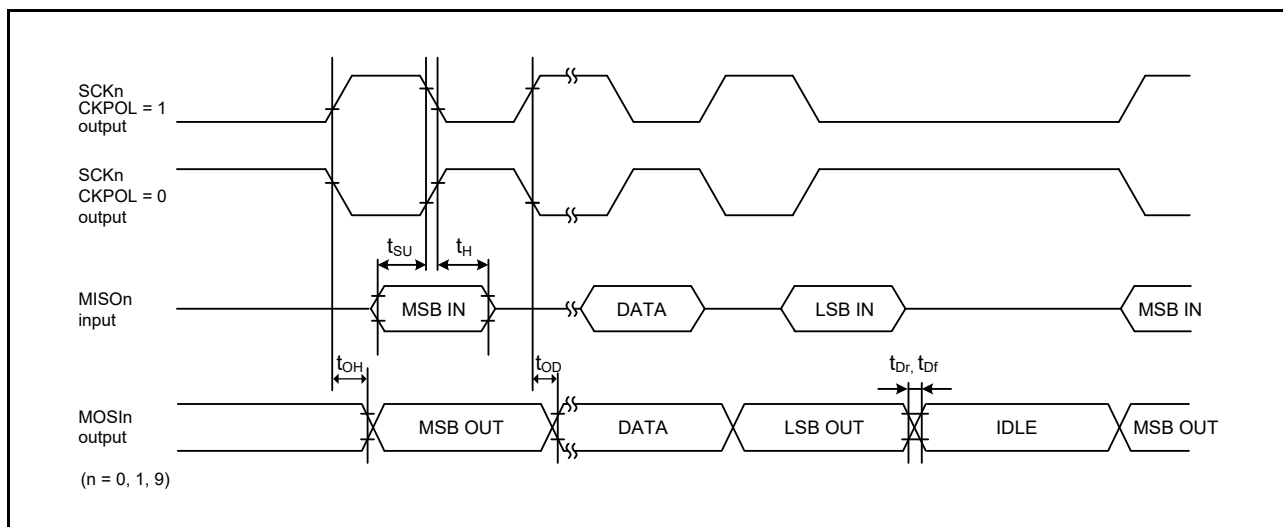 SCKn
CKPOL = 1
output
SCKn
CKPOL = 0
output
tSU
tH
MISOn
input
MSB IN
DATA
LSB IN
MSB IN
tOH
tOD
tDr, tDf
MOSIn
output
MSB OUT
DATA
LSB OUT
IDLE
MSB OUT
(n = 0, 1, 9)